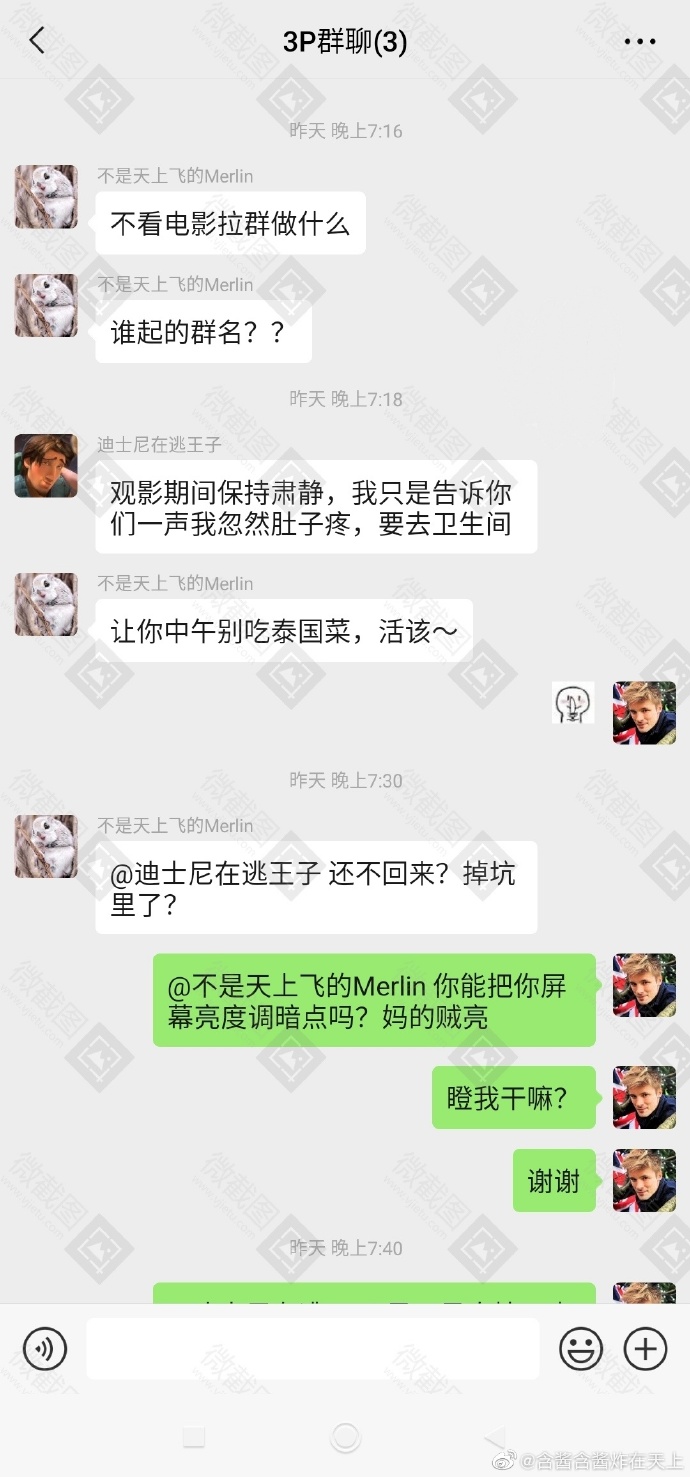 3P群聊(3)
昨天 晚上7:16
不是天上飞的Merlin
不看电影拉群做什么
不是天上飞的Merlin
谁起的群名？？
昨天 晚上7:18
迪士尼在逃王子
观影期间保持肃静，我只是告诉你
们一声我忽然肚子疼，要去卫生间
不是天上飞的Merlin
让你中午别吃泰国菜，活该～
昨天 晚上7:30
不是天上飞的Merlin
@迪士尼在逃王子 还不回来？掉坑
里了？
@不是天上飞的Merlin 你能把你屏
幕亮度调暗点吗？妈的贼亮
瞪我干嘛？
谢谢
昨天 晚上7:40
@含酱含酱炸在天上
微截图